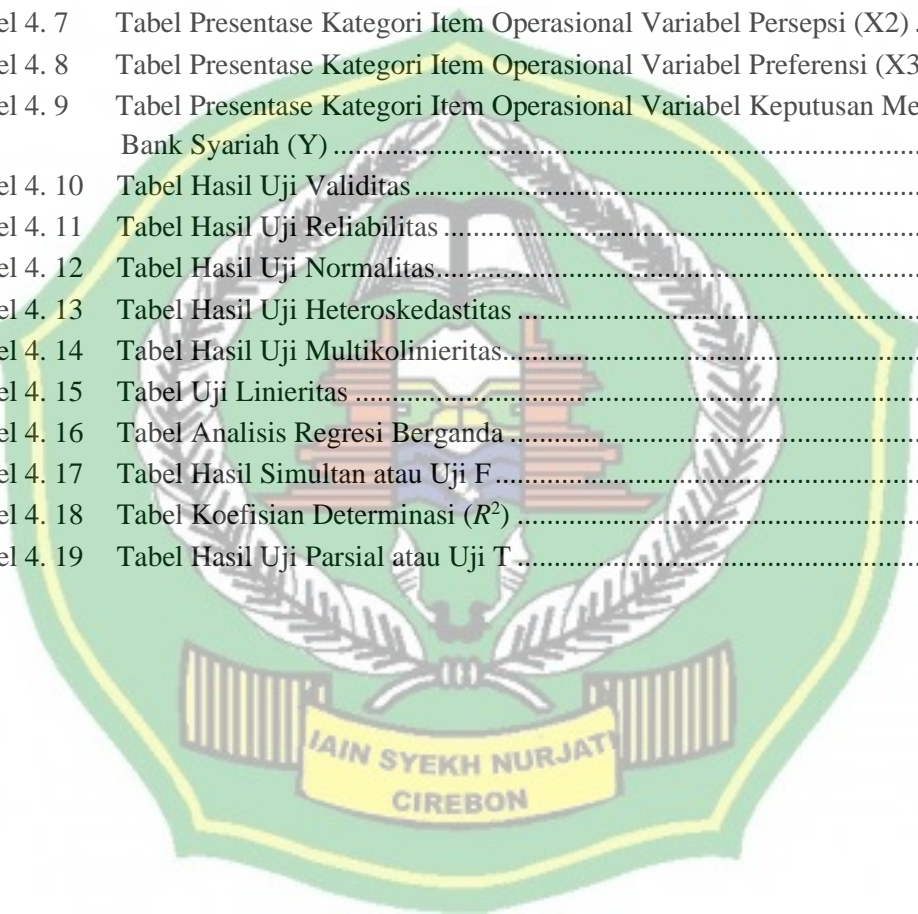 el 4. 7 Tabel Presentase Kategori Item Operasional Variabel Persepsi (X2) .
el 4. 8 Tabel Presentase Kategori Item Operasional Variabel Preferensi (X3
el 4. 9 Tabel Presentase Kategori Item Operasional Variabel Keputusan Me
Bank Syariah (Y) ..........
el 4. 10 Tabel Hasil Uji Validitas ..........
el 4. 11 Tabel Hasil Uji Reliabilitas ..........
el 4. 12 Tabel Hasil Uji Normalitas ..........
el 4. 13 Tabel Hasil Uji Heteroskedastitas ..........
el 4. 14 Tabel Hasil Uji Multikolinieritas ..........
el 4. 15 Tabel Uji Linieritas ..........
el 4. 16 Tabel Analisis Regresi Berganda ..........
el 4. 17 Tabel Hasil Simultan atau Uji F ..........
el 4. 18 Tabel Koefisian Determinasi (R²) ..........
el 4. 19 Tabel Hasil Uji Parsial atau Uji T ..........
IAIN SYEKH NURJATI
CIREBON